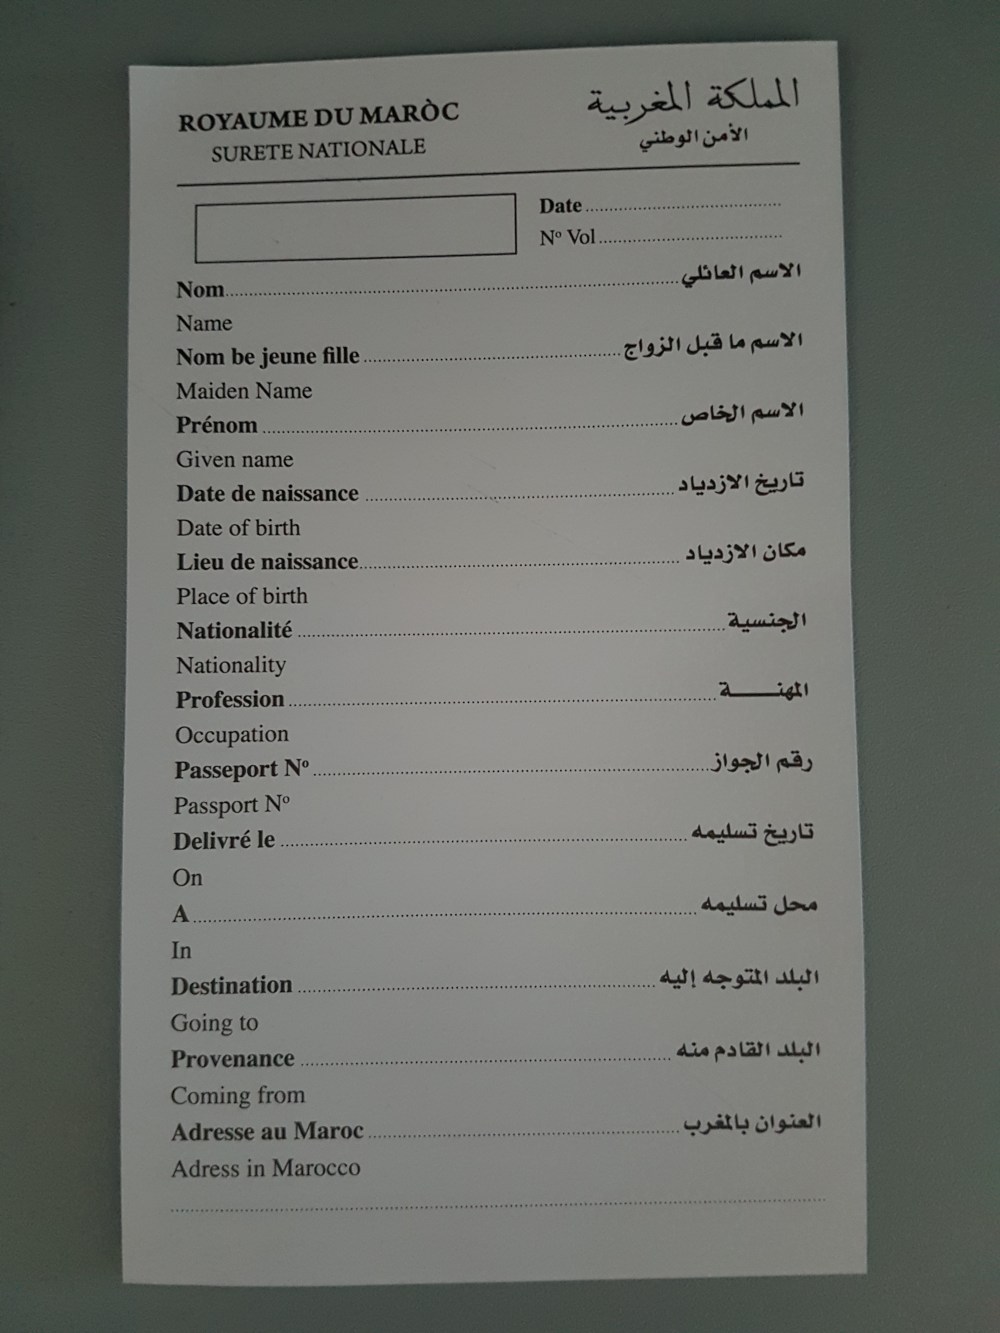 ROYAUME DU MARÒC
المملكة المغربية
SURETE NATIONALE
الأمن الوطني
Date
Nº Vol
Nom الاسم العائلي
Name
Nom be jeune fille الاسم ما قبل الزواج
Maiden Name
Prénom الاسم الخاص
Given name
Date de naissance تاريخ الازدياد
Date of birth
Lieu de naissance مكان الازدياد
Place of birth
Nationalité الجنسية
Nationality
Profession المهنـــــة
Occupation
Passeport Nº رقم الجواز
Passport Nº
Delivré le تاريخ تسليمه
On
A محل تسليمه
In
Destination البلد المتوجه إليه
Going to
Provenance البلد القادم منه
Coming from
Adresse au Maroc العنوان بالمغرب
Adress in Marocco